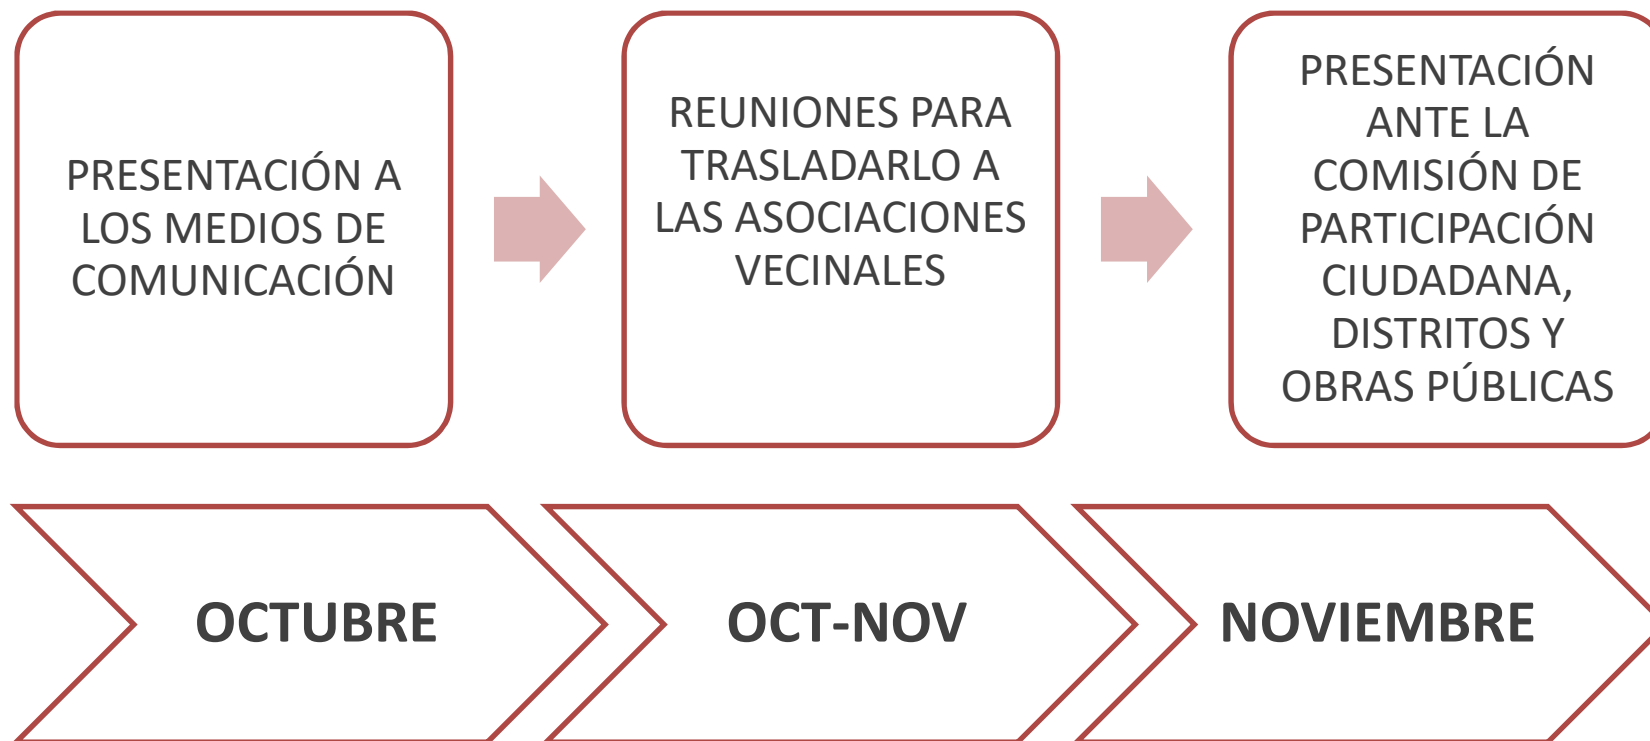 PRESENTACIÓN A
LOS MEDIOS DE
COMUNICACIÓN
REUNIONES PARA
TRASLADARLO A
LAS ASOCIACIONES
VECINALES
PRESENTACIÓN
ANTE LA
COMISIÓN DE
PARTICIPACIÓN
CIUDADANA,
DISTRITOS Y
OBRAS PÚBLICAS
OCTUBRE
OCT-NOV
NOVIEMBRE